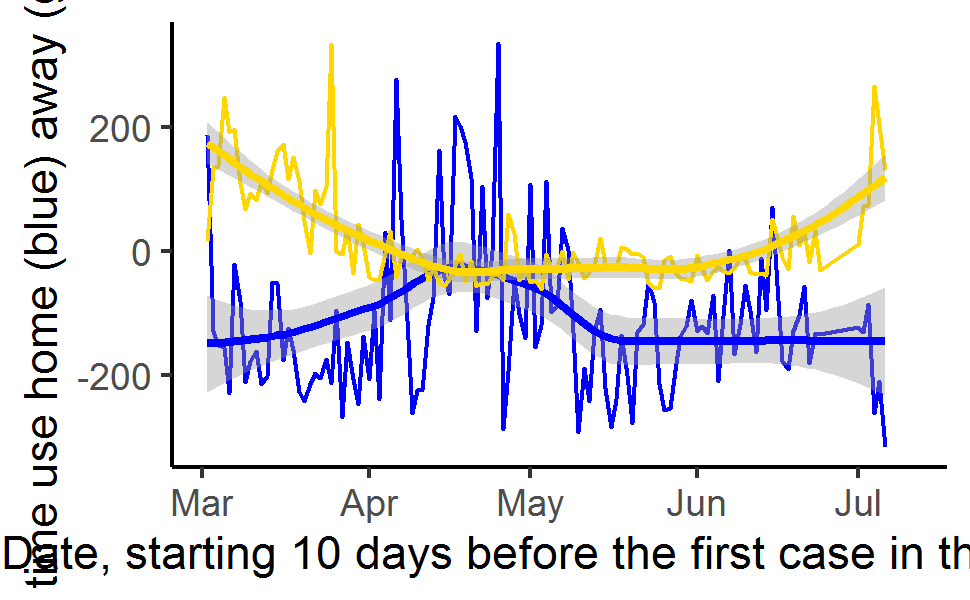 time use home (blue) away (
200
0
-200
Mar Apr May Jun Jul
Date, starting 10 days before the first case in th